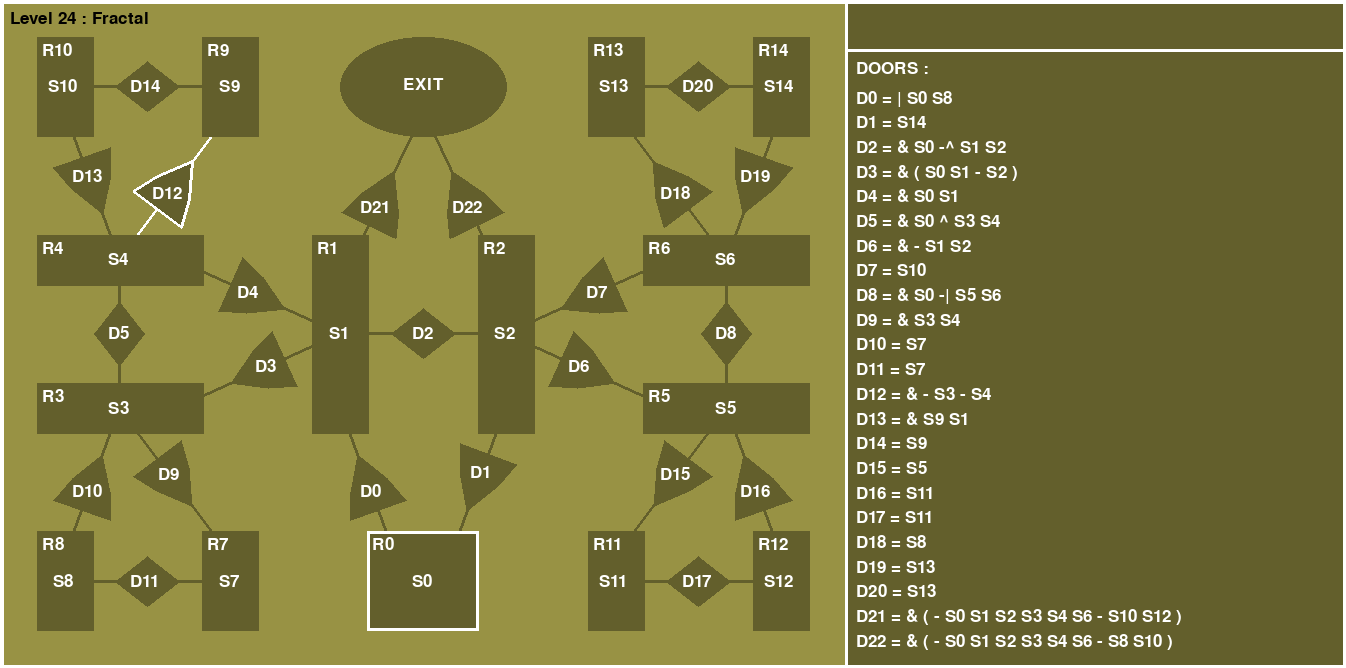 Level 24 : Fractal
R10
S10
D14
R9
S9
EXIT
R13
S13
D20
R14
S14
D13
D12
D21
D22
D18
D19
R4
S4
R1
S1
R2
S2
R6
S6
D4
D7
D5
D2
D8
D3
D6
R3
S3
R5
S5
D10
D9
D0
D1
D15
D16
R8
S8
D11
R7
S7
R0
S0
R11
S11
D17
R12
S12
DOORS :
D0 = | S0 S8
D1 = S14
D2 = & S0 -^ S1 S2
D3 = & ( S0 S1 - S2 )
D4 = & S0 S1
D5 = & S0 ^ S3 S4
D6 = & - S1 S2
D7 = S10
D8 = & S0 -| S5 S6
D9 = & S3 S4
D10 = S7
D11 = S7
D12 = & - S3 - S4
D13 = & S9 S1
D14 = S9
D15 = S5
D16 = S11
D17 = S11
D18 = S8
D19 = S13
D20 = S13
D21 = & ( - S0 S1 S2 S3 S4 S6 - S10 S12 )
D22 = & ( - S0 S1 S2 S3 S4 S6 - S8 S10 )